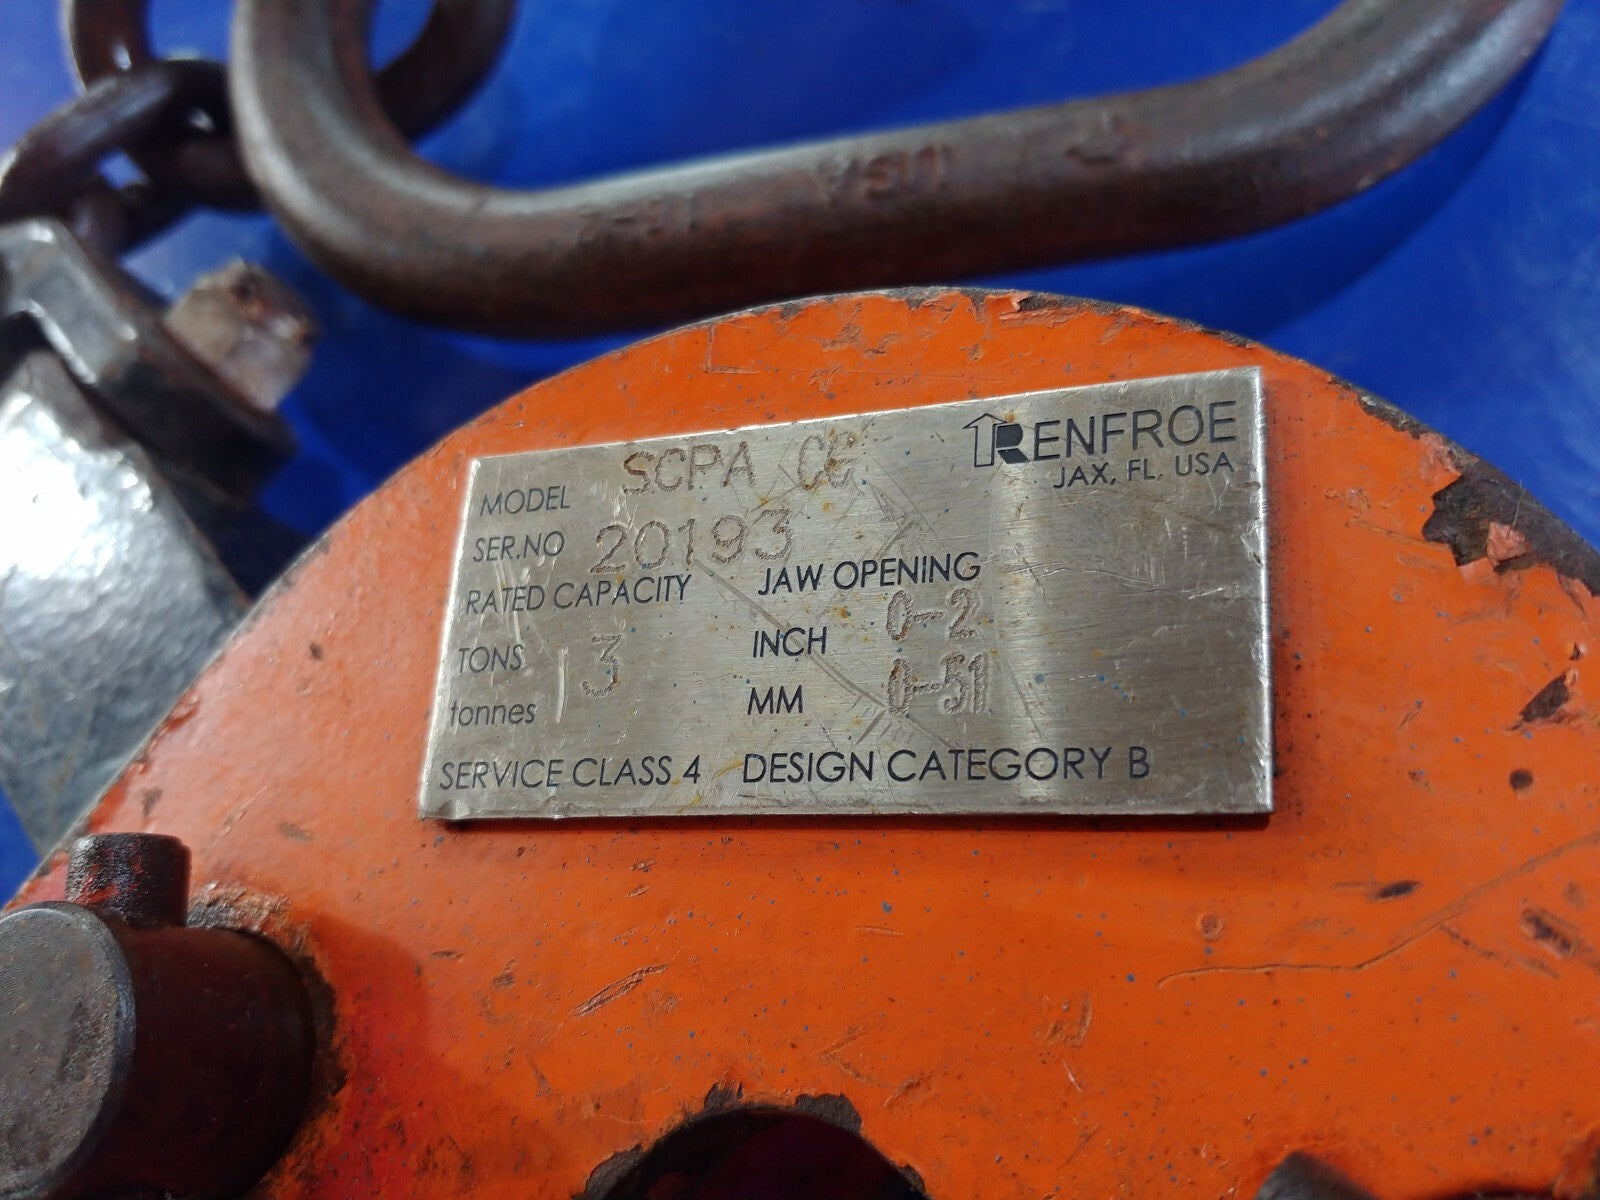 USA
RENFROE
JAX, FL. USA
MODEL SCPA CE
SER.NO 20193
RATED CAPACITY JAW OPENING
TONS 3 INCH 0-2
tonnes MM 0-51
SERVICE CLASS 4 DESIGN CATEGORY B